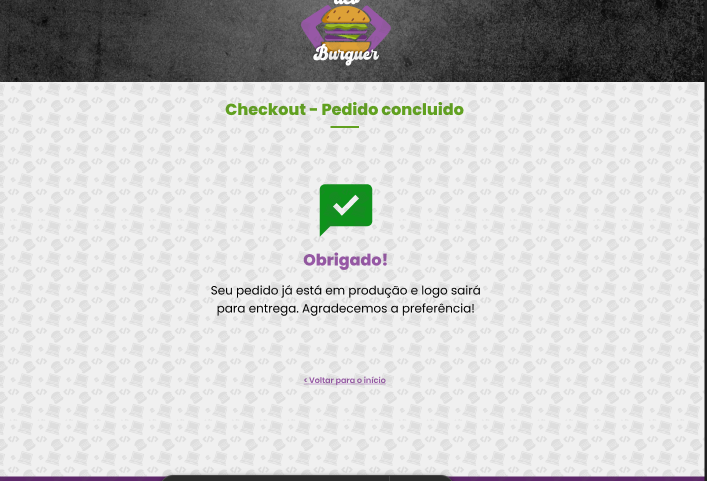 Burguer
Checkout - Pedido concluido
Obrigado!
Seu pedido já está em produção e logo sairá
para entrega. Agradecemos a preferência!
< Voltar para o início